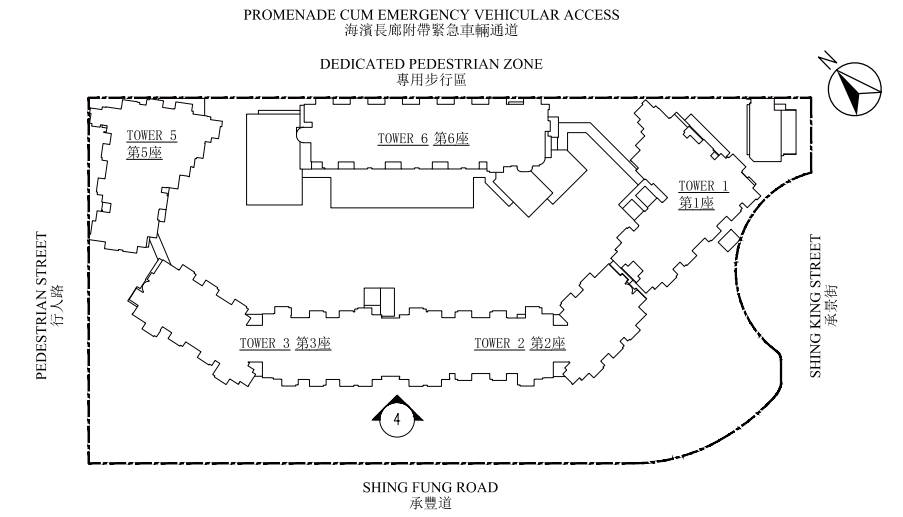 PROMENADE CUM EMERGENCY VEHICULAR ACCESS
海濱長廊附帶緊急車輛通道
DEDICATED PEDESTRIAN ZONE
專用步行區
N
TOWER 5
第5座
TOWER 6 第6座
TOWER 1
第1座
PEDESTRIAN STREET
行人路
SHING KING STREET
承景街
TOWER 3 第3座
TOWER 2 第2座
4
SHING FUNG ROAD
承豐道